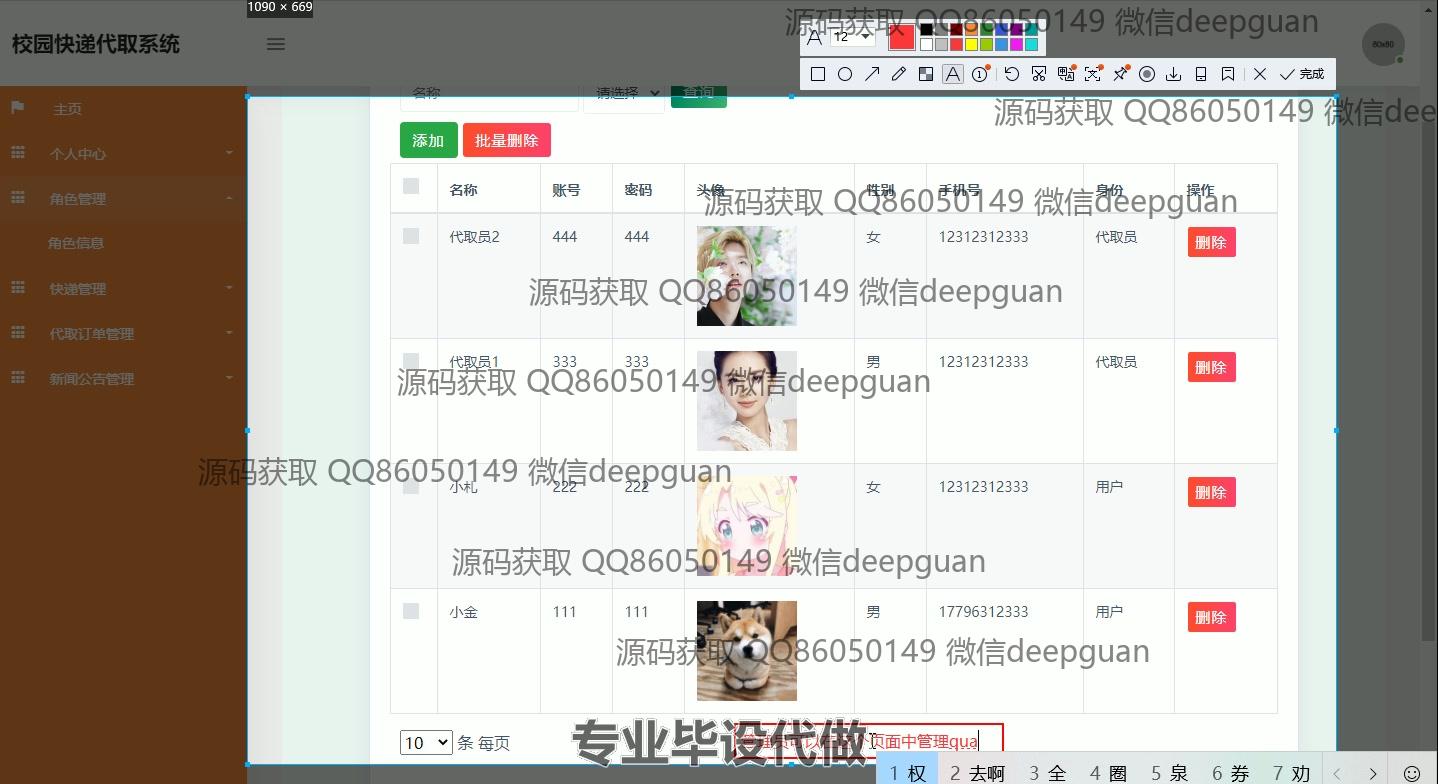 1090 × 669
校园快递代取系统
12
60x60
完成
源码获取 QQ86050149 微信deepguan
源码获取 QQ86050149 微信deep
主页
个人中心
角色管理
角色信息
快递管理
代取订单管理
新闻公告管理
名称 请选择 查询
添加 批量删除
名称 账号 密码 头像 性别 手机号 身份 操作
源码获取 QQ86050149 微信deepguan
代取员2 444 444 女 12312312333 代取员 删除
源码获取 QQ86050149 微信deepguan
代取员1 333 333 男 12312312333 代取员 删除
源码获取 QQ86050149 微信deepguan
源码获取 QQ86050149 微信deepguan
小札 222 222 女 12312312333 用户 删除
源码获取 QQ86050149 微信deepguan
小金 111 111 男 17796312333 用户 删除
源码获取 QQ86050149 微信deepguan
10 条 每页
专业毕设代做
管理员可以在这个页面中管理qua
1 权 2 去啊 3 全 4 圈 5 泉 6 券 7 劝